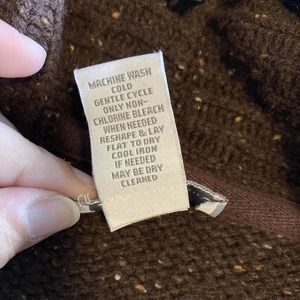 MACHINE WASH
COLD
GENTLE CYCLE
ONLY NON-
CHLORINE BLEACH
WHEN NEEDED
RESHAPE & LAY
FLAT TO DRY
COOL IRON
IF NEEDED
MAY BE DRY
CLEANED